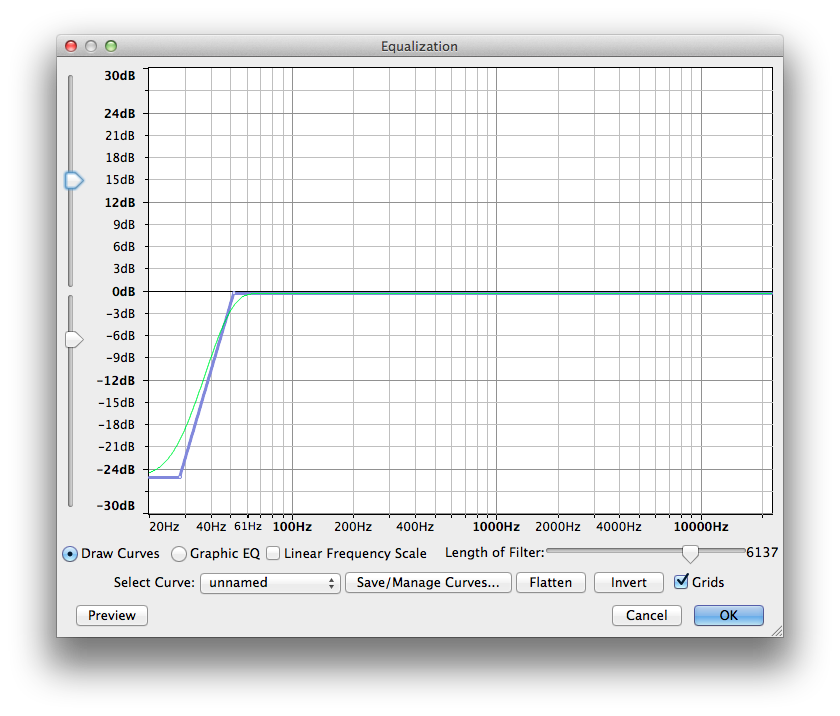 Equalization
30dB
24dB
21dB
18dB
15dB
12dB
9dB
6dB
3dB
0dB
-3dB
-6dB
-9dB
-12dB
-15dB
-18dB
-21dB
-24dB
-30dB
20Hz 40Hz 61Hz 100Hz 200Hz 400Hz 1000Hz 2000Hz 4000Hz 10000Hz
Draw Curves Graphic EQ Linear Frequency Scale Length of Filter: 6137
Select Curve: unnamed Save/Manage Curves... Flatten Invert Grids
Preview Cancel OK